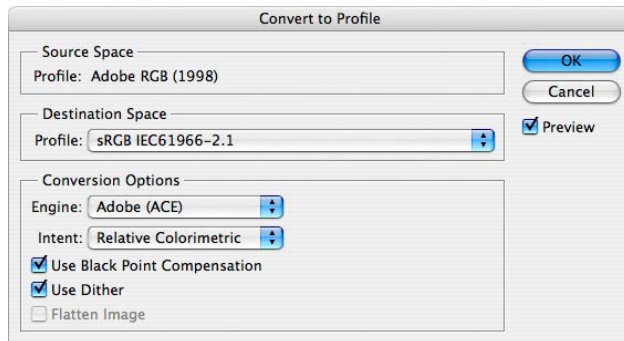 Convert to Profile
Source Space
Profile: Adobe RGB (1998)
OK
Cancel
Destination Space
Profile: sRGB IEC61966-2.1
Preview
Conversion Options
Engine: Adobe (ACE)
Intent: Relative Colorimetric
Use Black Point Compensation
Use Dither
Flatten Image